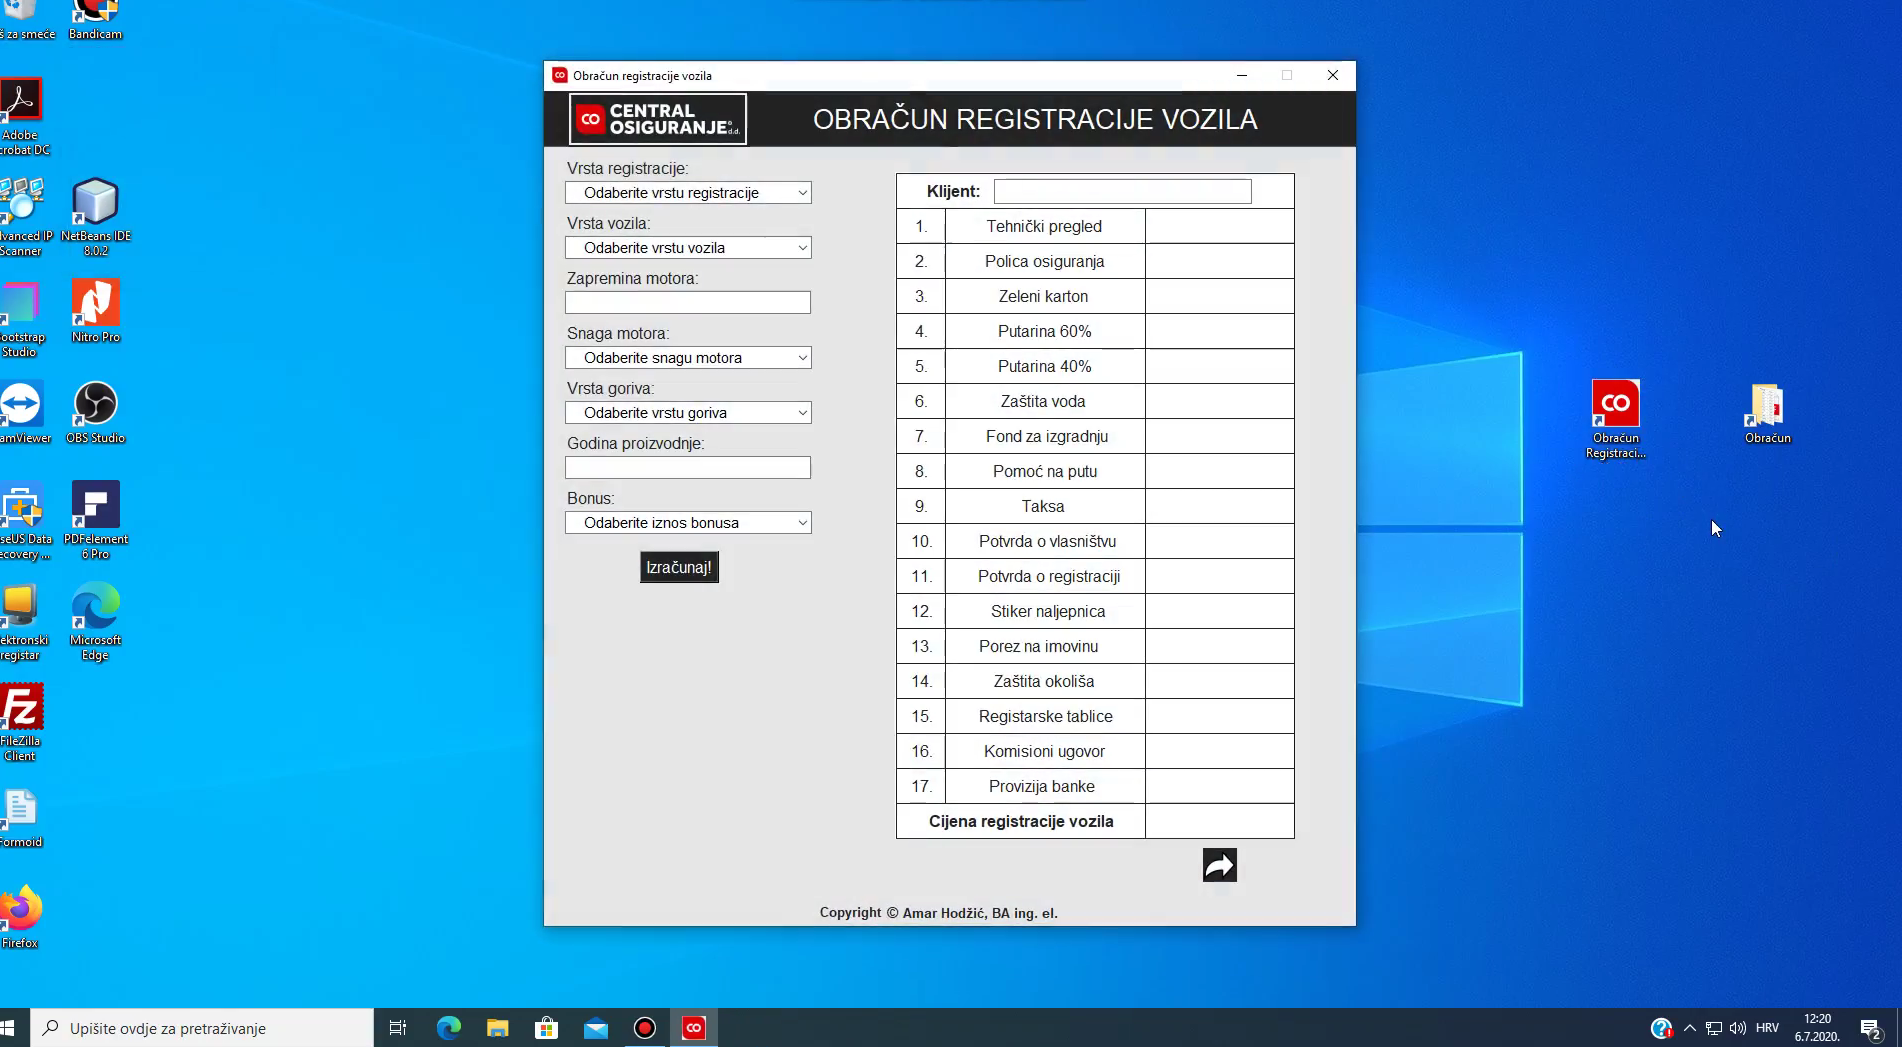 š za smeće
Bandicam
Adobe
crobat DC
dvanced IP
Scanner
NetBeans IDE
8.0.2
ootstrap
Studio
Nitro Pro
amViewer
OBS Studio
seUS Data
ecovery ...
PDFelement
6 Pro
ektronski
registar
Microsoft
Edge
FileZilla
Client
Formoid
Firefox
Obračun registracije vozila
CENTRAL
OSIGURANJE d.d.
OBRAČUN REGISTRACIJE VOZILA
Vrsta registracije:
Odaberite vrstu registracije
Vrsta vozila:
Odaberite vrstu vozila
Zapremina motora:
Snaga motora:
Odaberite snagu motora
Vrsta goriva:
Odaberite vrstu goriva
Godina proizvodnje:
Bonus:
Odaberite iznos bonusa
Izračunaj!
Klijent:
1. Tehnički pregled
2. Polica osiguranja
3. Zeleni karton
4. Putarina 60%
5. Putarina 40%
6. Zaštita voda
7. Fond za izgradnju
8. Pomoć na putu
9. Taksa
10. Potvrda o vlasništvu
11. Potvrda o registraciji
12. Stiker naljepnica
13. Porez na imovinu
14. Zaštita okoliša
15. Registarske tablice
16. Komisioni ugovor
17. Provizija banke
Cijena registracije vozila
Copyright © Amar Hodžić, BA ing. el.
Obračun
Registraci...
Obračun
Upišite ovdje za pretraživanje
HRV
12:20
6.7.2020.
2